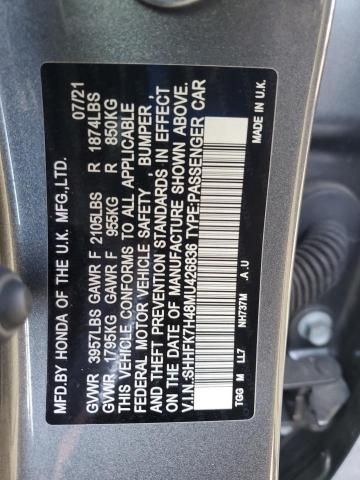 MFD.BY HONDA OF THE U.K. MFG.,LTD. 07/21
GVWR 3957LBS GAWR F 2105LBS R 1874LBS
GVWR 1795KG GAWR F 955KG R 850KG
THIS VEHICLE CONFORMS TO ALL APPLICABLE
FEDERAL MOTOR VEHICLE SAFETY , BUMPER ,
AND THEFT PREVENTION STANDARDS IN EFFECT
ON THE DATE OF MANUFACTURE SHOWN ABOVE.
V.I.N.:SHHFK7H48MU426836 TYPE:PASSENGER CAR
TGG M LL7 NH737M .A.U MADE IN U.K.